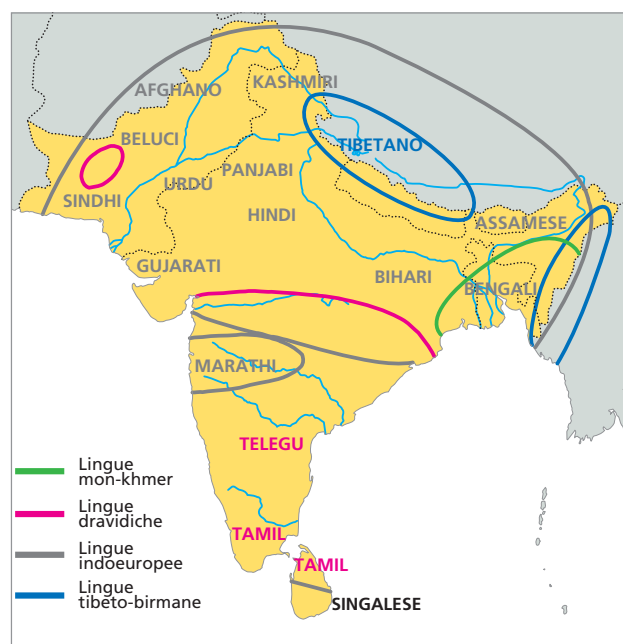 AFGHANO
KASHMIRI
BELUCI
TIBETANO
URDU
PANJABI
SINDHI
HINDI
ASSAMESE
GUJARATI
BIHARI
BENGALI
MARATHI
TELEGU
TAMIL
TAMIL
SINGALESE
Lingue
mon-khmer
Lingue
dravidiche
Lingue
indoeuropee
Lingue
tibeto-birmane